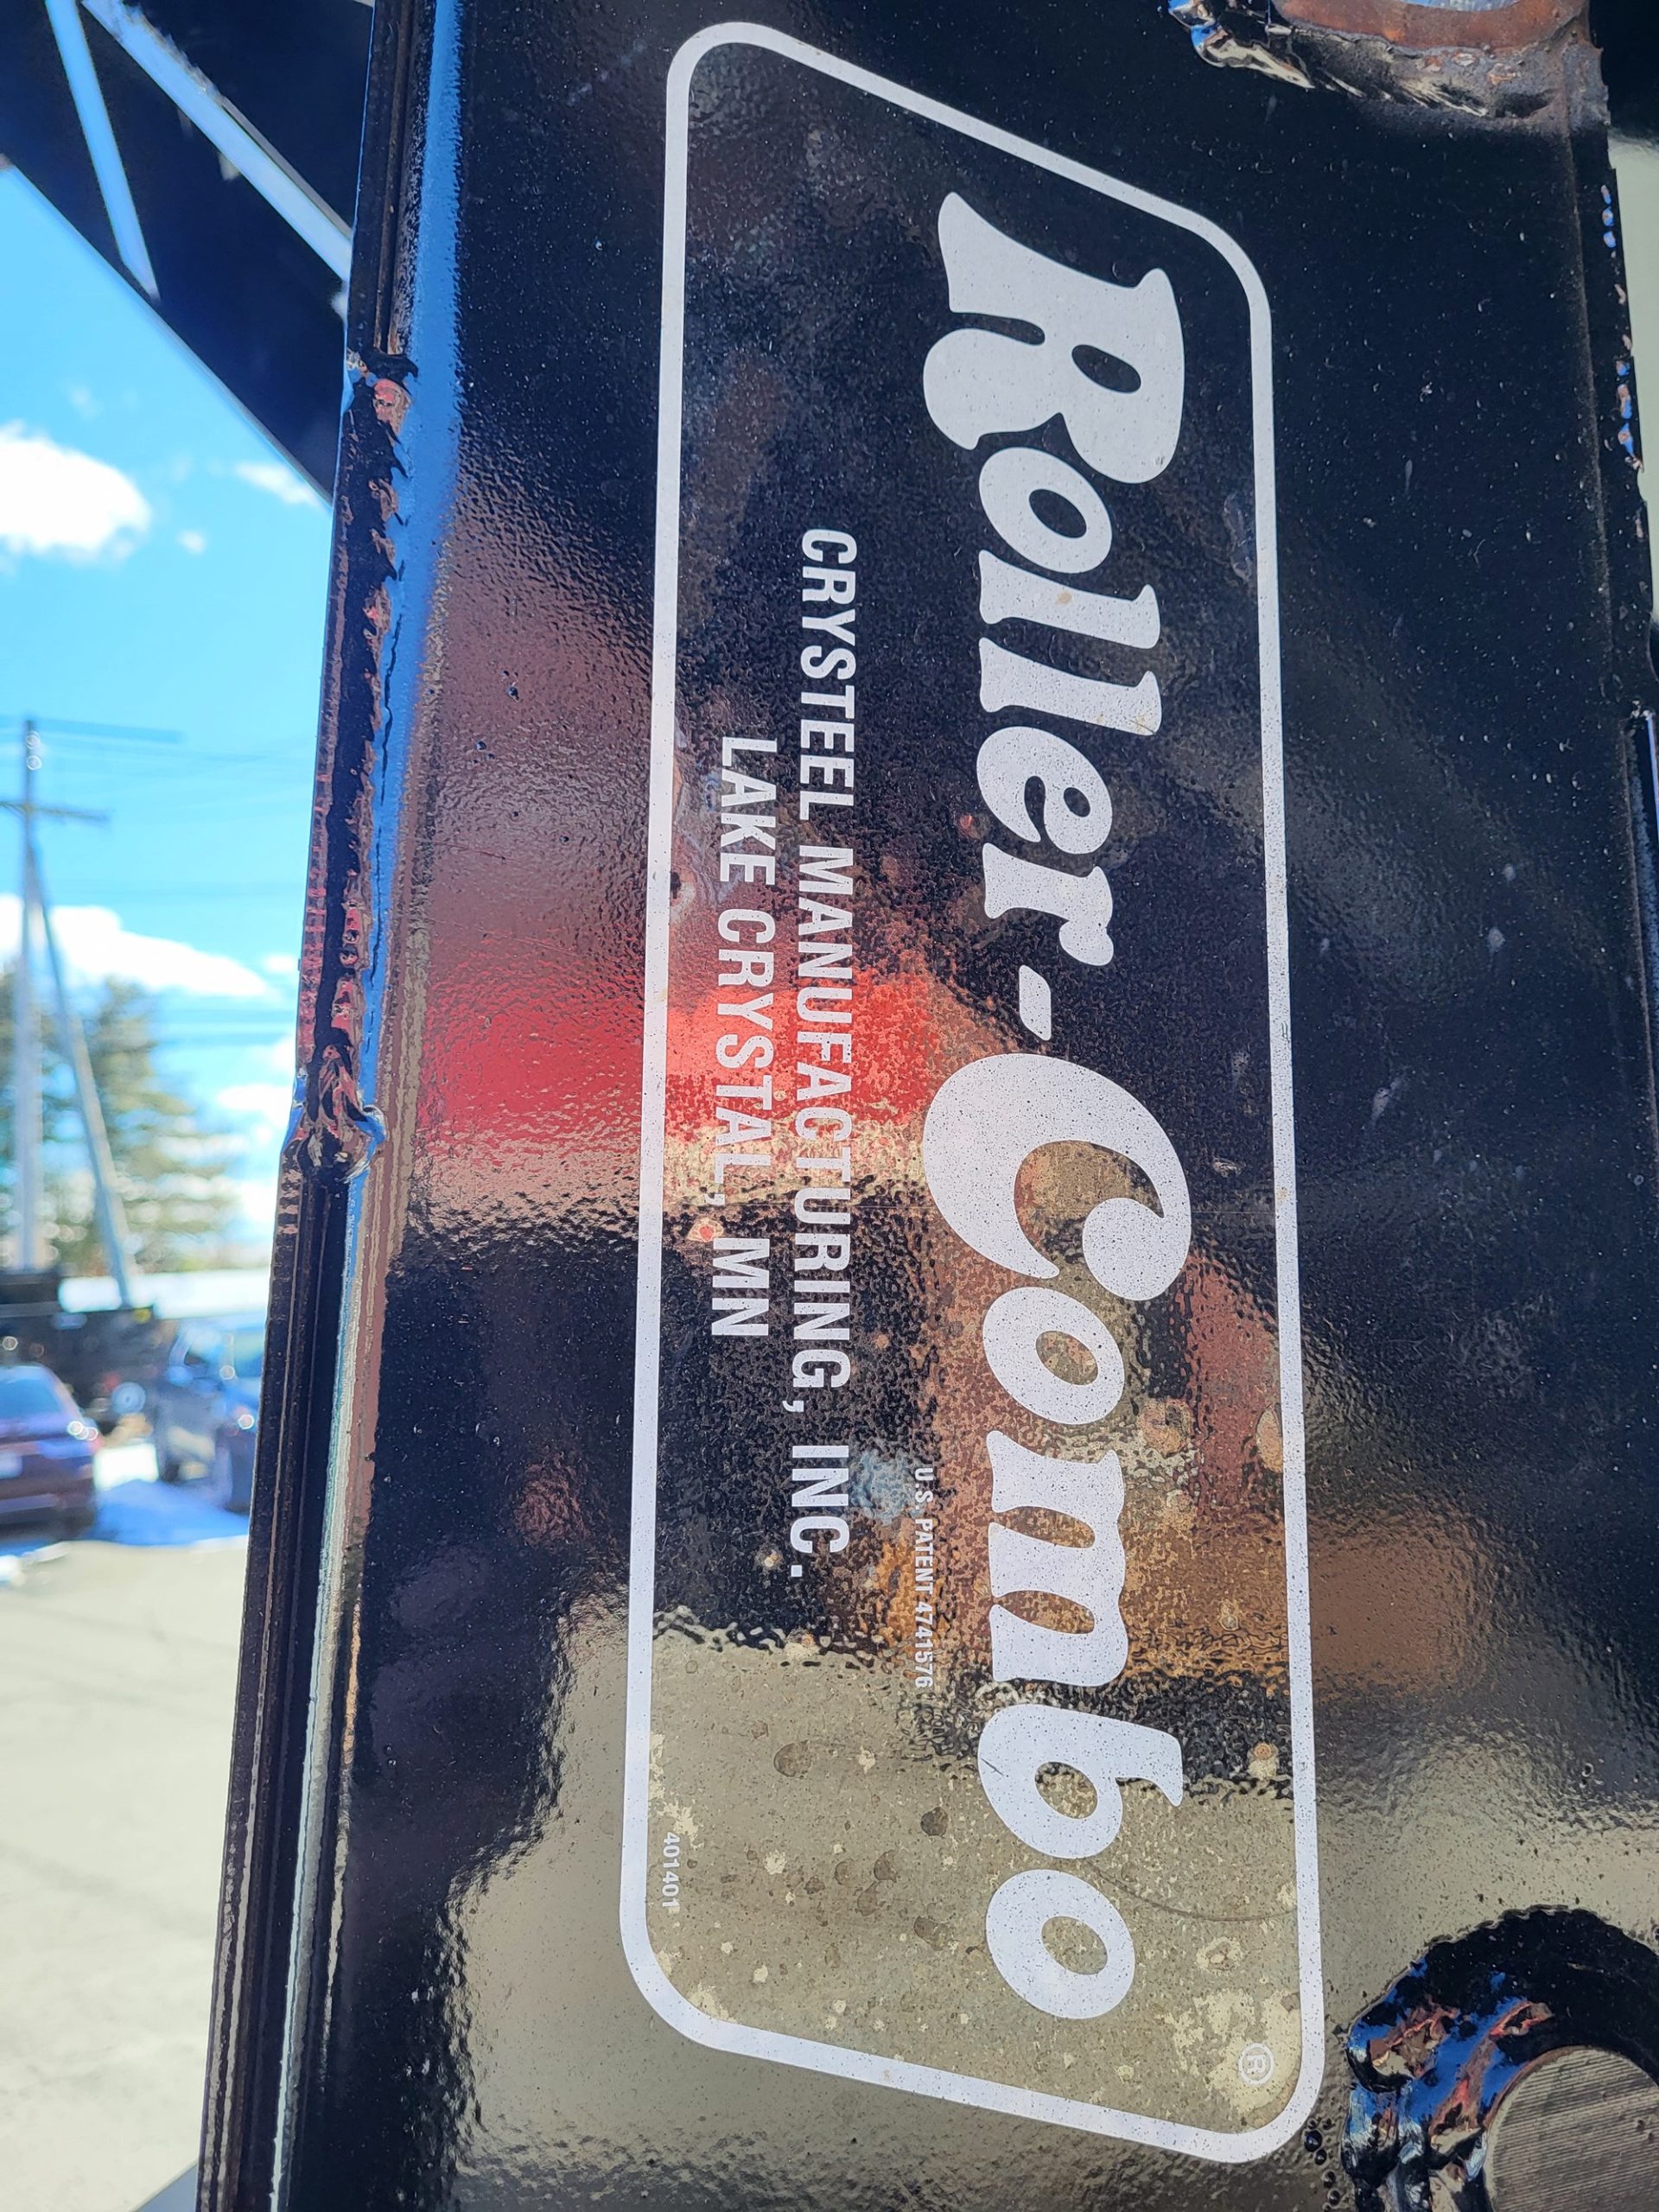 Roller-Combo®
U.S. PATENT 4741576
CRYSTEEL MANUFACTURING, INC.
LAKE CRYSTAL, MN
401401